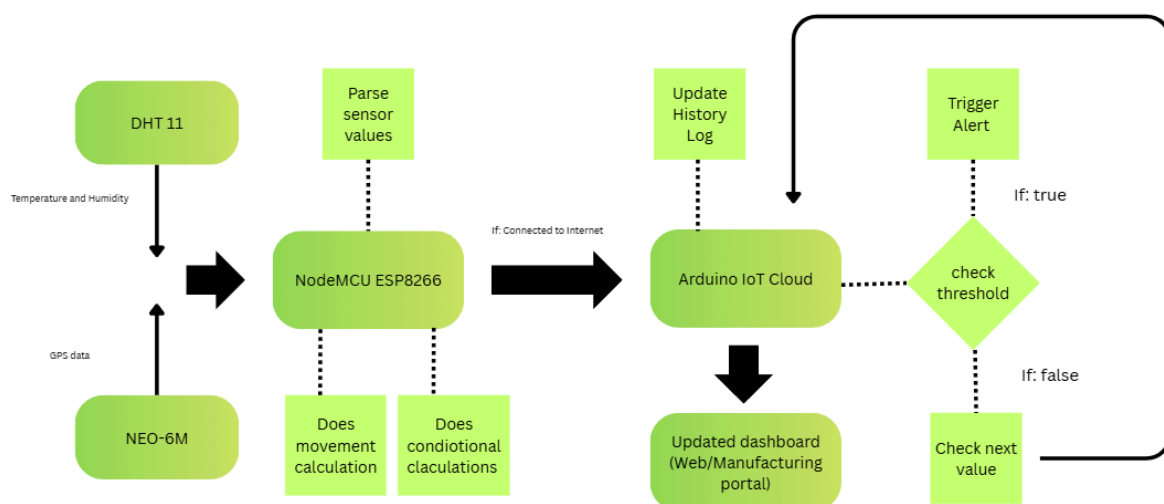 DHT 11
Temperature and Humidity
GPS data
NEO-6M
Parse
sensor
values
NodeMCU ESP8266
Does
movement
calculation
Does
condiotional
claculations
If: Connected to Internet
Update
History
Log
Arduino IoT Cloud
Updated dashboard
(Web/Manufacturing
portal)
Trigger
Alert
If: true
check
threshold
If: false
Check next
value